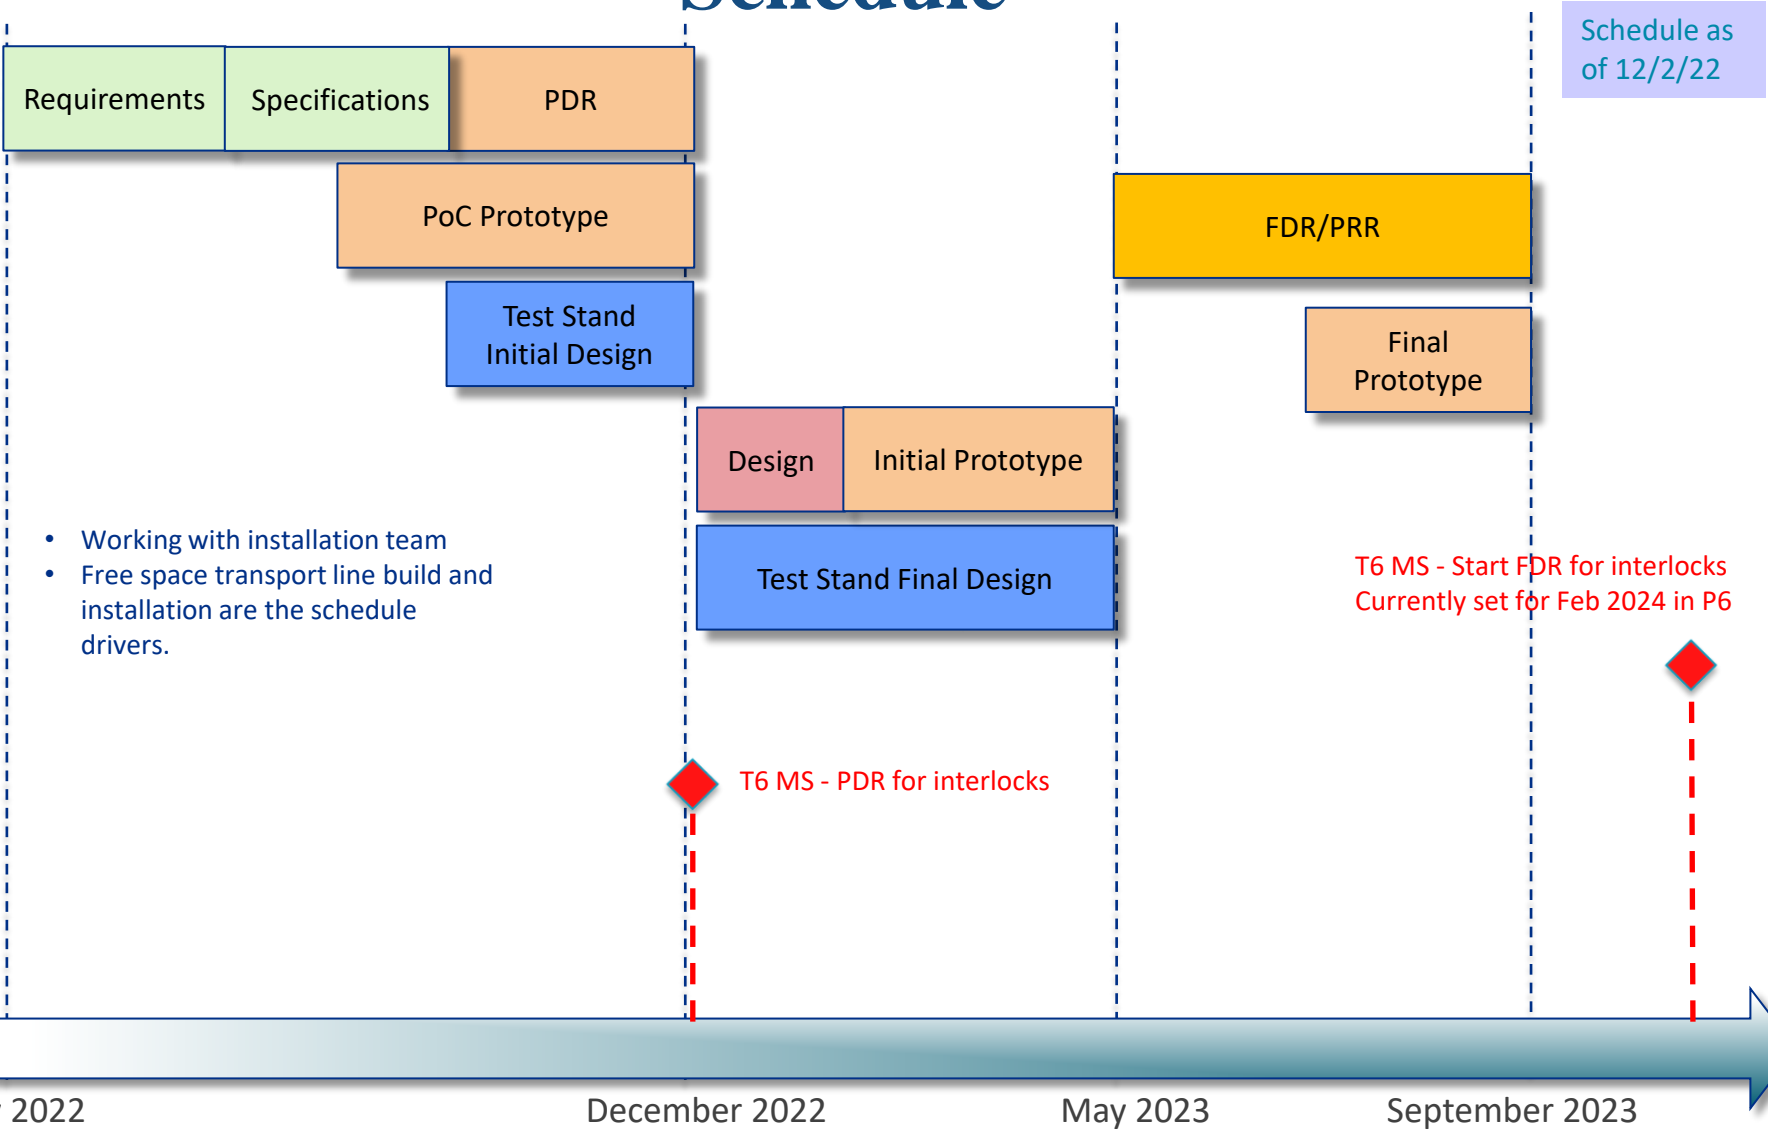 Schedule
Schedule as
of 12/2/22
Requirements
Specifications
PDR
PoC Prototype
FDR/PRR
Test Stand
Initial Design
Final
Prototype
Design
Initial Prototype
• Working with installation team
• Free space transport line build and
installation are the schedule
drivers.
Test Stand Final Design
T6 MS - Start FDR for interlocks
Currently set for Feb 2024 in P6
T6 MS - PDR for interlocks
2022
December 2022
May 2023
September 2023